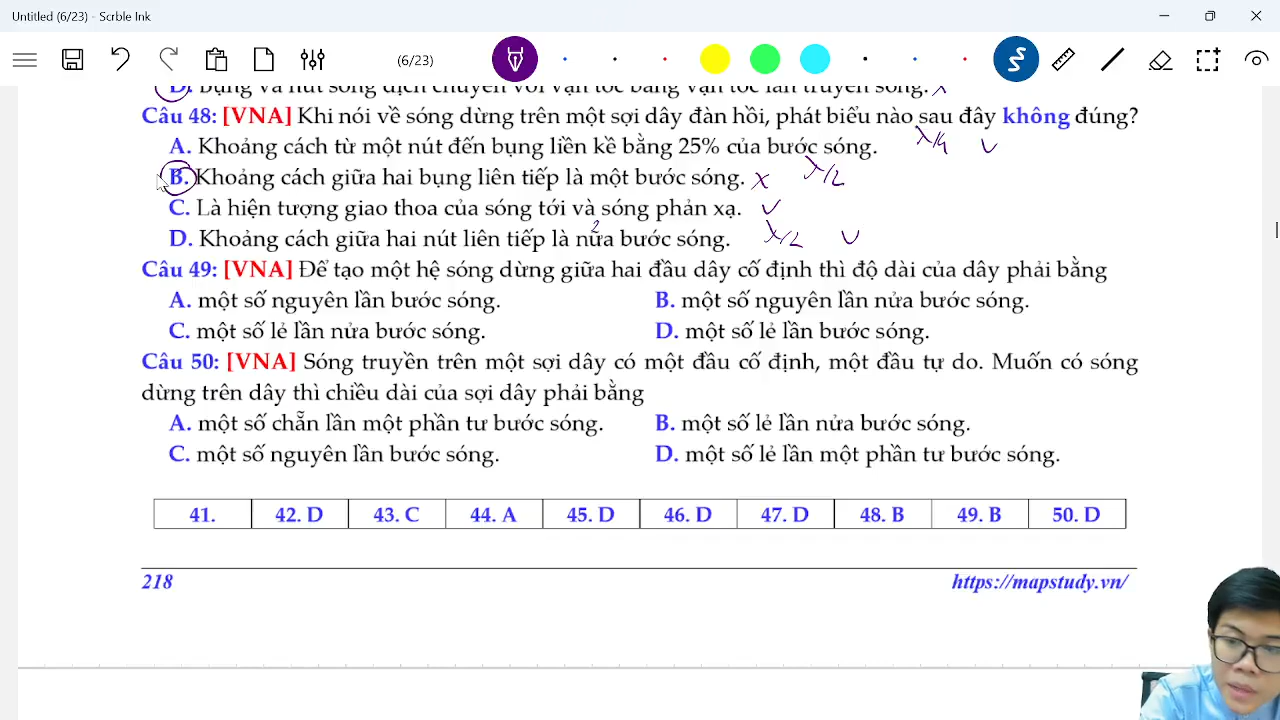 Untitled (6/23) - Scrble Ink
(6/23)
D. Bụng và nút sóng dịch chuyển với vận tốc bằng vận tốc lan truyền sóng. x
Câu 48: [VNA] Khi nói về sóng dừng trên một sợi dây đàn hồi, phát biểu nào sau đây không đúng?
A. Khoảng cách từ một nút đến bụng liền kề bằng 25% của bước sóng. λ/4 v
B. Khoảng cách giữa hai bụng liên tiếp là một bước sóng. x λ/2
C. Là hiện tượng giao thoa của sóng tới và sóng phản xạ. v
D. Khoảng cách giữa hai nút liên tiếp là nửa bước sóng. λ/2 v
Câu 49: [VNA] Để tạo một hệ sóng dừng giữa hai đầu dây cố định thì độ dài của dây phải bằng
A. một số nguyên lần bước sóng. B. một số nguyên lần nửa bước sóng.
C. một số lẻ lần nửa bước sóng. D. một số lẻ lần bước sóng.
Câu 50: [VNA] Sóng truyền trên một sợi dây có một đầu cố định, một đầu tự do. Muốn có sóng
dừng trên dây thì chiều dài của sợi dây phải bằng
A. một số chẵn lần một phần tư bước sóng. B. một số lẻ lần nửa bước sóng.
C. một số nguyên lần bước sóng. D. một số lẻ lần một phần tư bước sóng.
41. 42. D 43. C 44. A 45. D 46. D 47. D 48. B 49. B 50. D
218 https://mapstudy.vn/